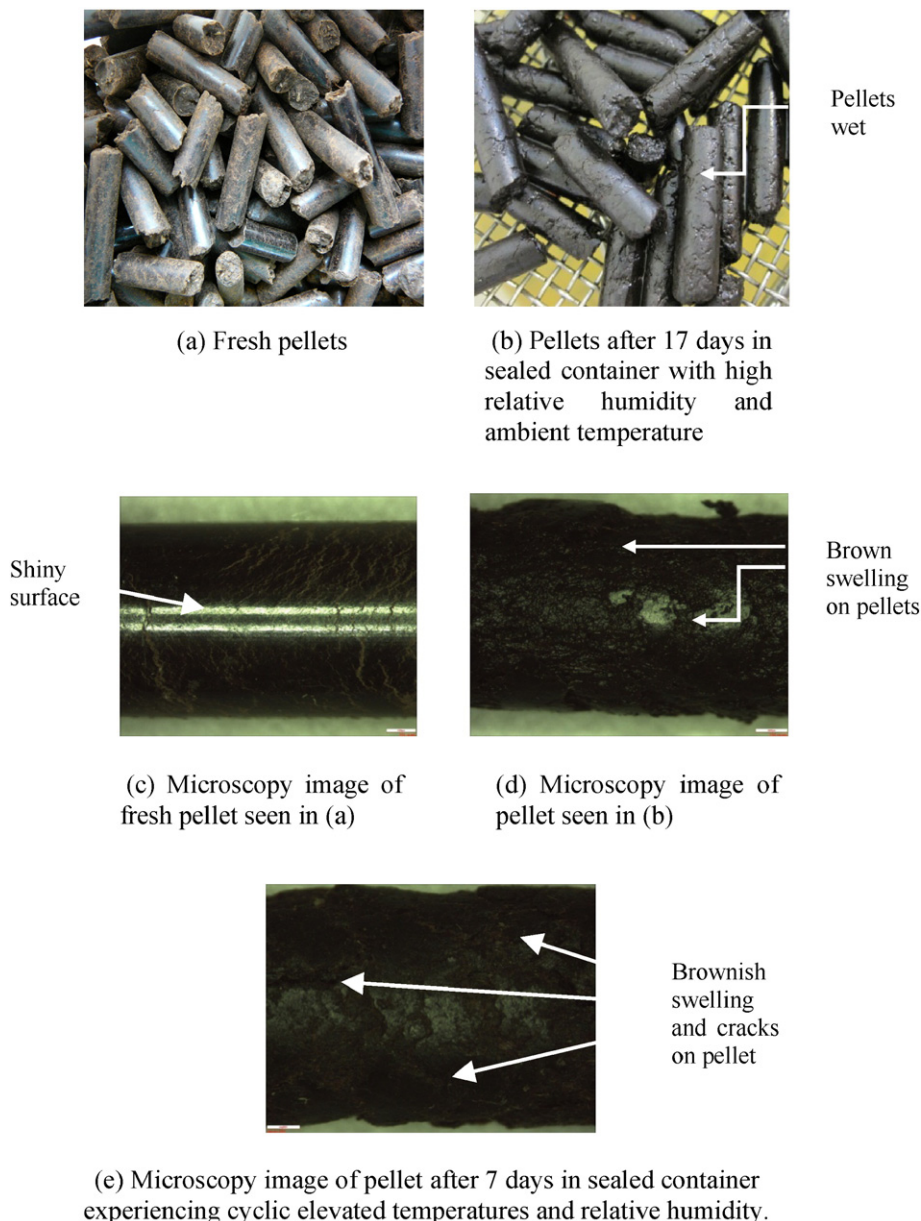 Pellets
wet
(a) Fresh pellets
(b) Pellets after 17 days in
sealed container with high
relative humidity and
ambient temperature
Shiny
surface
Brown
swelling
on pellets
(c) Microscopy image of
fresh pellet seen in (a)
(d) Microscopy image of
pellet seen in (b)
Brownish
swelling
and cracks
on pellet
(e) Microscopy image of pellet after 7 days in sealed container
experiencing cyclic elevated temperatures and relative humidity.